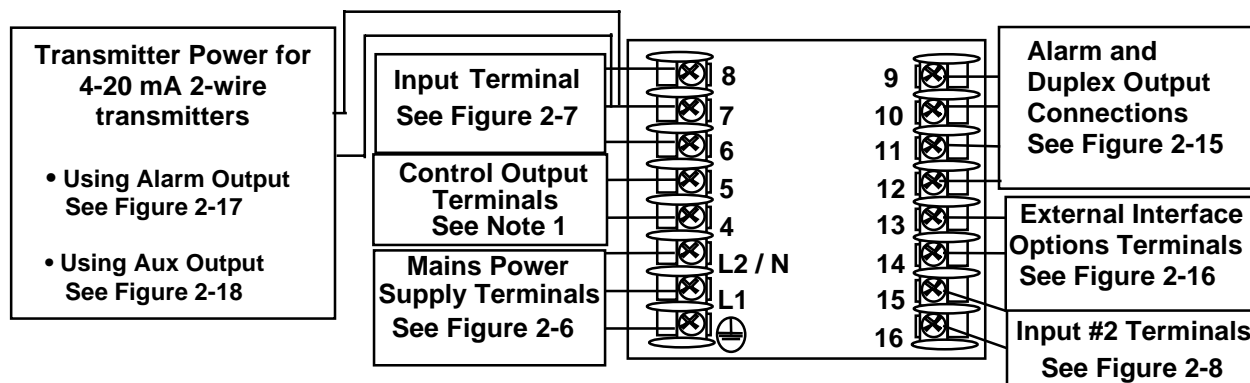 Transmitter Power for
4-20 mA 2-wire
transmitters
• Using Alarm Output
See Figure 2-17
• Using Aux Output
See Figure 2-18
Input Terminal
See Figure 2-7
Control Output
Terminals
See Note 1
Mains Power
Supply Terminals
See Figure 2-6
8
7
6
5
4
L2 / N
L1
9
10
11
12
13
14
15
16
Alarm and
Duplex Output
Connections
See Figure 2-15
External Interface
Options Terminals
See Figure 2-16
Input #2 Terminals
See Figure 2-8